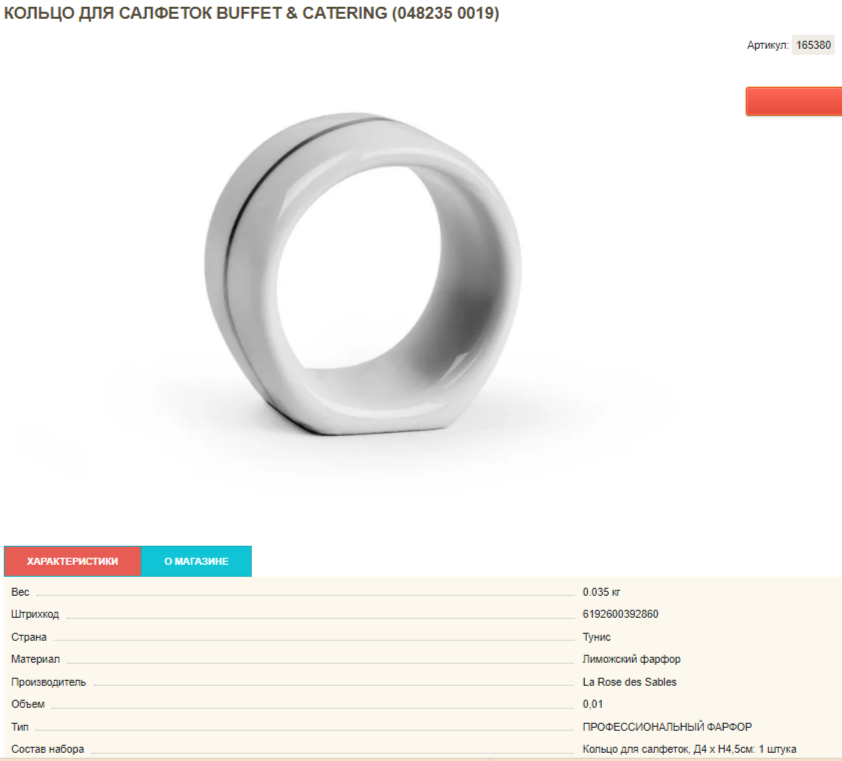 КОЛЬЦО ДЛЯ САЛФЕТОК BUFFET & CATERING (048235 0019)
Артикул: 165380
ХАРАКТЕРИСТИКИ О МАГАЗИНЕ
Вес 0.035 кг
Штрихкод 6192600392860
Страна Тунис
Материал Лиможский фарфор
Производитель La Rose des Sables
Объем 0,01
Тип ПРОФЕССИОНАЛЬНЫЙ ФАРФОР
Состав набора Кольцо для салфеток, Д4 х Н4,5см: 1 штука